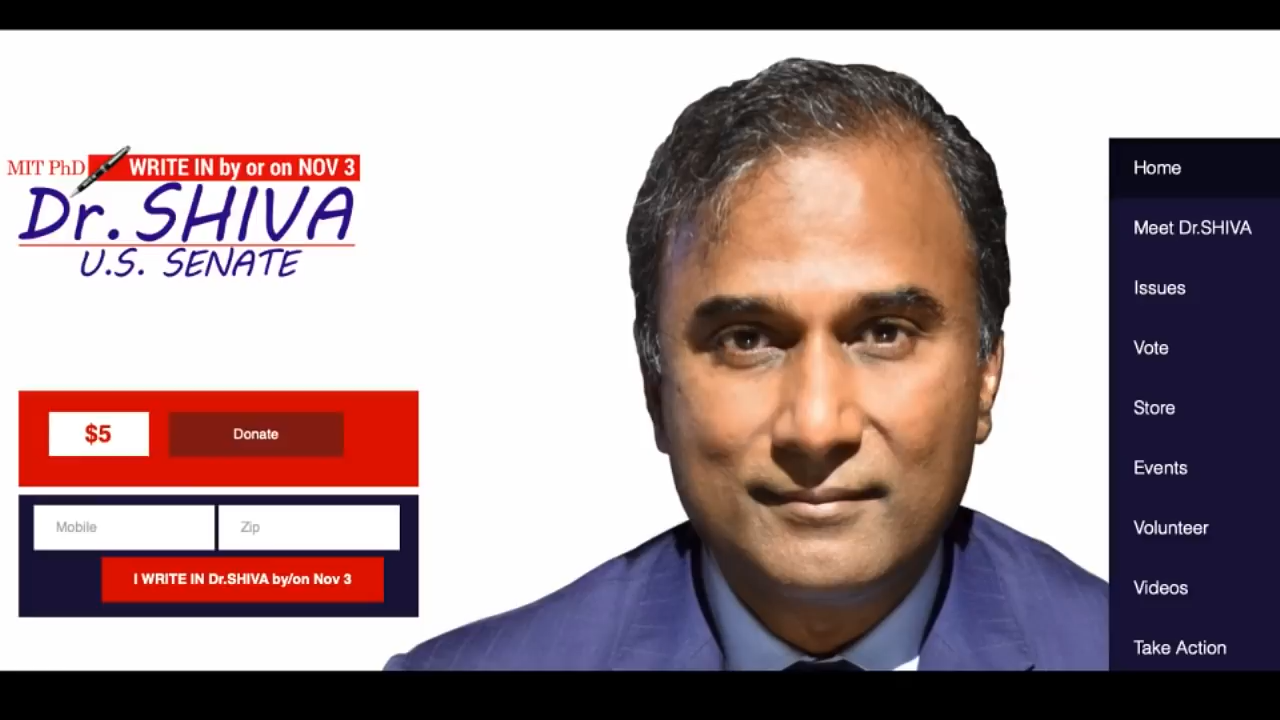 MIT PhD WRITE IN by or on NOV 3
Dr.SHIVA
U.S. SENATE
$5 Donate
Mobile Zip
I WRITE IN Dr.SHIVA by/on Nov 3
Home
Meet Dr.SHIVA
Issues
Vote
Store
Events
Volunteer
Videos
Take Action